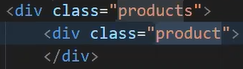 <div class="products">
<div class="product">
</div>